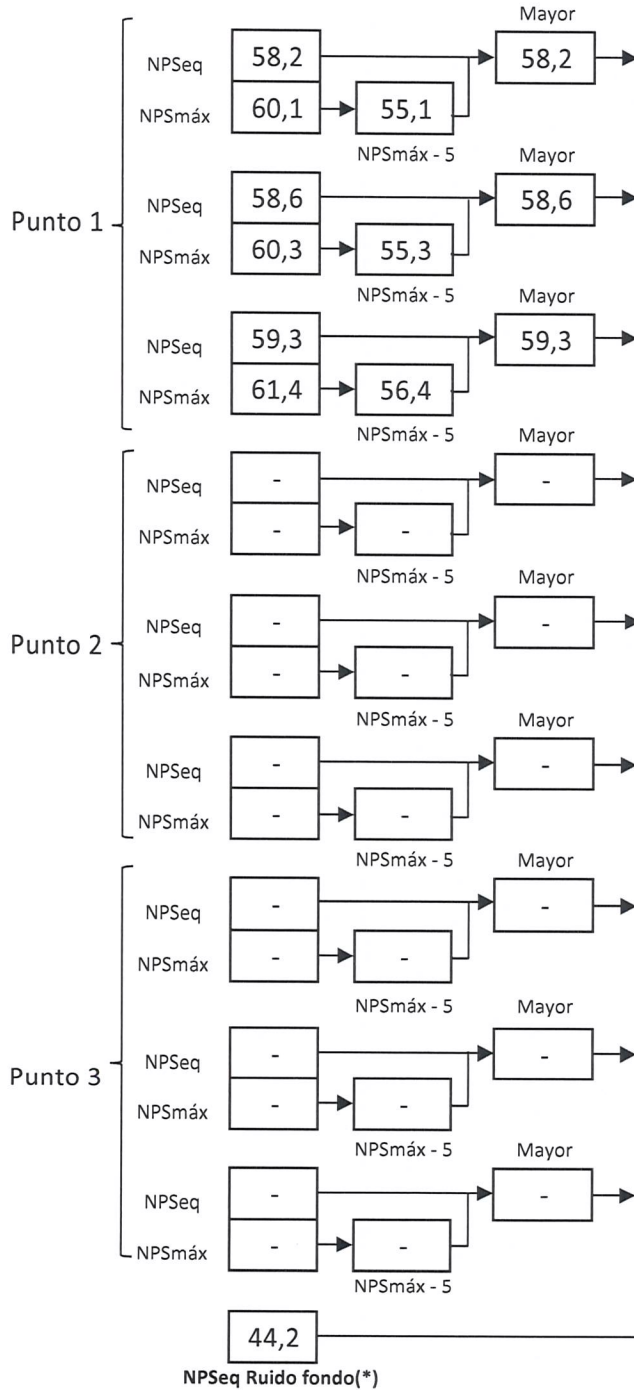 Mayor
NPSeq 58,2 58,2
NPSmáx 60,1 55,1
NPSmáx - 5
Mayor
NPSeq 58,6 58,6
Punto 1
NPSmáx 60,3 55,3
NPSmáx - 5
Mayor
NPSeq 59,3 59,3
NPSmáx 61,4 56,4
NPSmáx - 5
Mayor
NPSeq - -
NPSmáx - -
NPSmáx - 5
Mayor
NPSeq - -
Punto 2
NPSmáx - -
NPSmáx - 5
Mayor
NPSeq - -
NPSmáx - -
NPSmáx - 5
Mayor
NPSeq - -
NPSmáx - -
NPSmáx - 5
Mayor
NPSeq - -
Punto 3
NPSmáx - -
NPSmáx - 5
Mayor
NPSeq - -
NPSmáx - -
NPSmáx - 5
44,2
NPSeq Ruido fondo(*)